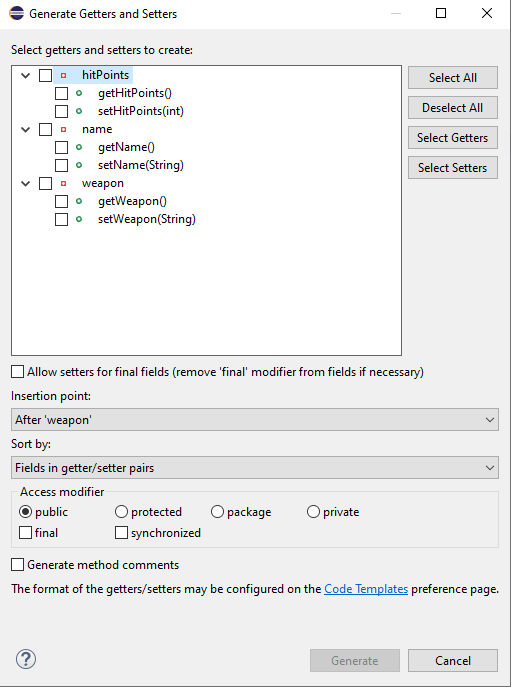 Generate Getters and Setters
Select getters and setters to create:
hitPoints
getHitPoints()
setHitPoints(int)
name
getName()
setName(String)
weapon
getWeapon()
setWeapon(String)
Select All
Deselect All
Select Getters
Select Setters
Allow setters for final fields (remove 'final' modifier from fields if necessary)
Insertion point:
After 'weapon'
Sort by:
Fields in getter/setter pairs
Access modifier
public protected package private
final synchronized
Generate method comments
The format of the getters/setters may be configured on the Code Templates preference page.
? Generate Cancel